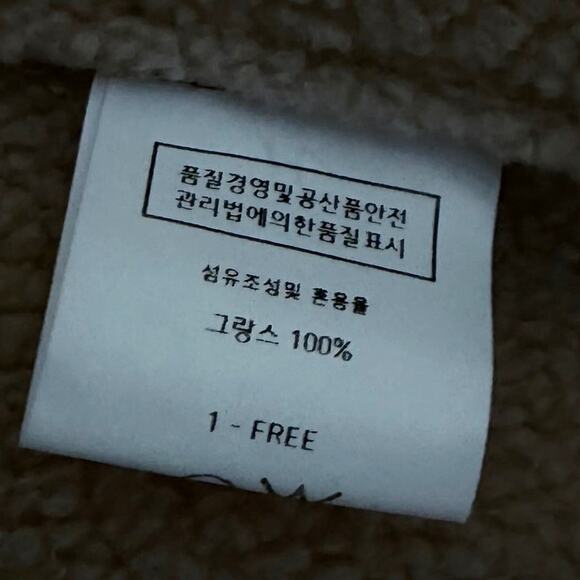 품질경영및공산품안전
관리법에의한품질표시
섬유조성및 혼용율
그랑스 100%
1 - FREE